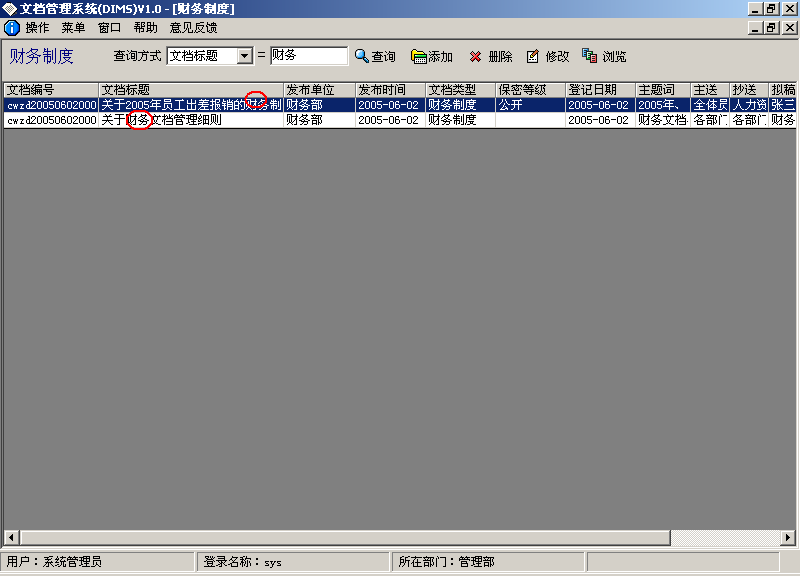 文档管理系统(DIMS)V1.0 - [财务制度]
操作 菜单 窗口 帮助 意见反馈
财务制度 查询方式 文档标题 = 财务 查询 添加 删除 修改 浏览
文档编号 文档标题 发布单位 发布时间 文档类型 保密等级 登记日期 主题词 主送 抄送 拟稿
cwzd20050602000 关于2005年员工出差报销的财务制 财务部 2005-06-02 财务制度 公开 2005-06-02 2005年、 全体员 人力资 张三
cwzd20050602000 关于财务文档管理细则 财务部 2005-06-02 财务制度 2005-06-02 财务文档 各部门 各部门 财务
用户：系统管理员 登录名称：sys 所在部门：管理部